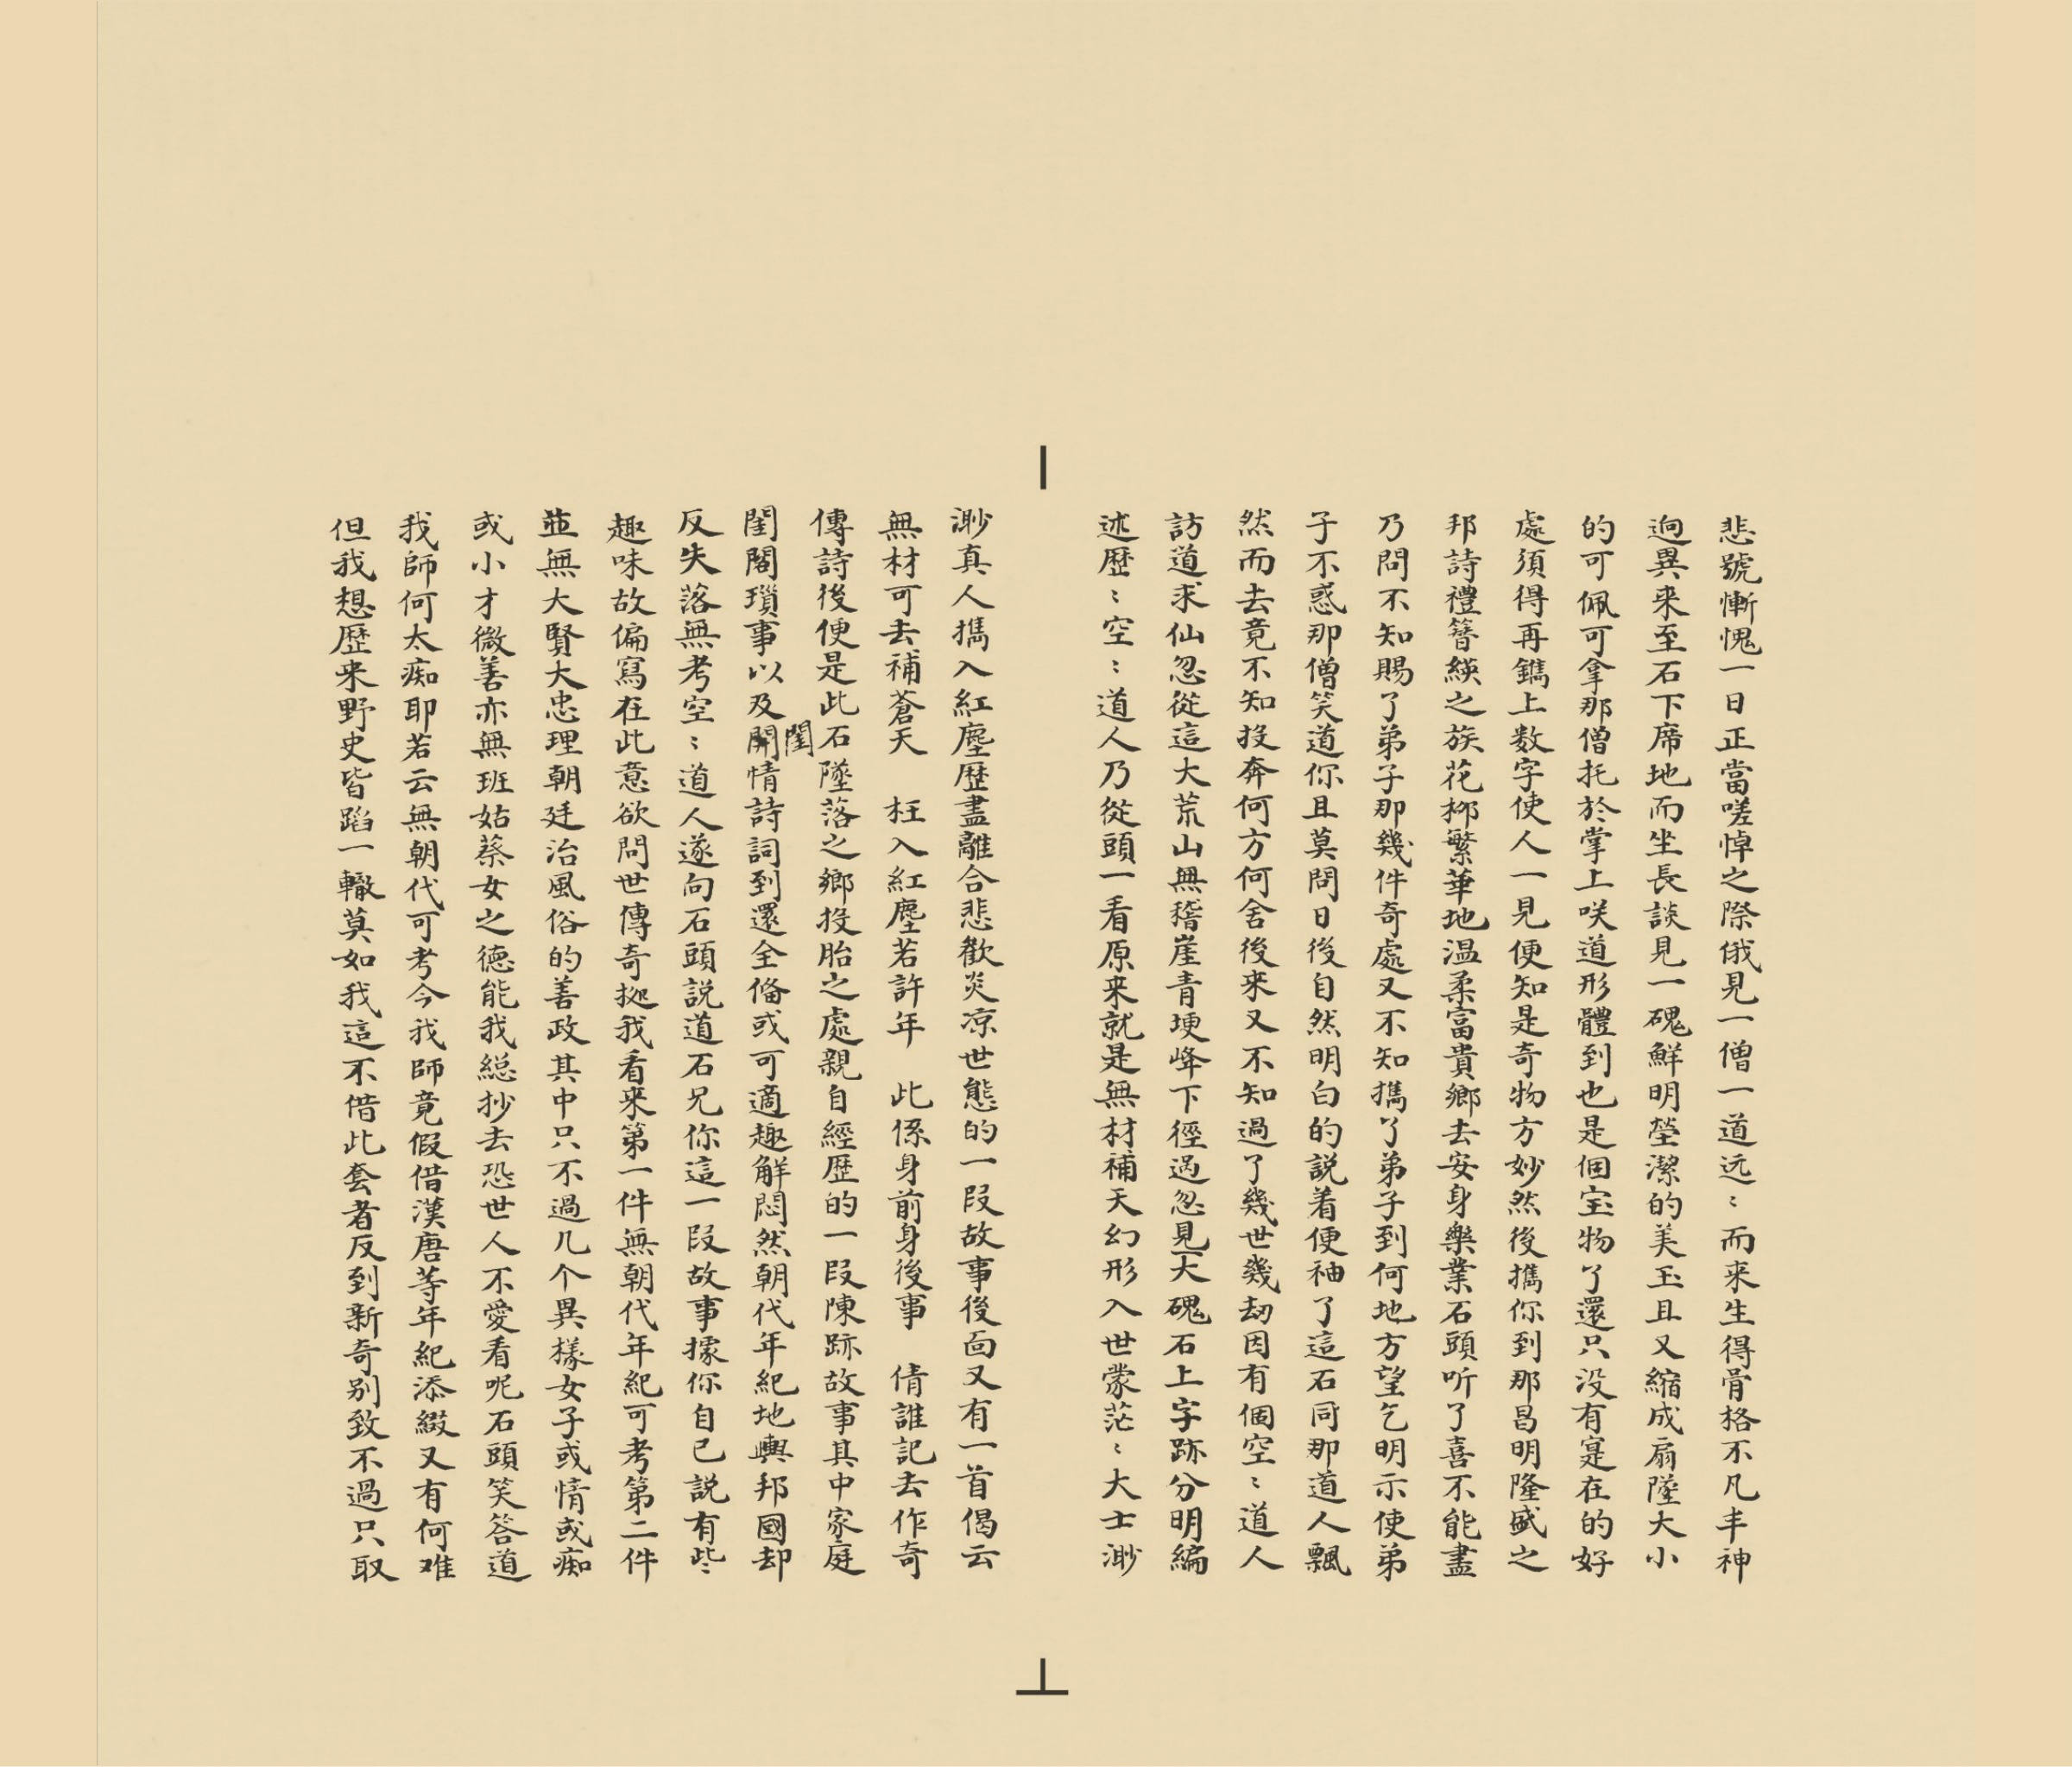 悲號慚愧一日正當嗟悼之際俄見一僧一道远〻而来生得骨格不凡丰神
逈異来至石下席地而坐長談見一塊鮮明瑩潔的美玉且又縮成扇墜大小
的可佩可拿那僧托於掌上咲道形體到也是個宝物了還只没有寔在的好
處須得再鐫上数字使人一見便知是奇物方妙然後擕你到那昌明隆盛之
邦詩禮簪纓之族花柳繁華地温柔富貴鄉去安身樂業石頭听了喜不能盡
乃問不知賜了弟子那幾件奇處又不知擕了弟子到何地方望乞明示使弟
子不惑那僧笑道你且莫問日後自然明白的説着便袖了這石同那道人飄
然而去竟不知投奔何方何舍後來又不知過了幾世幾劫因有個空〻道人
訪道求仙忽從這大荒山無稽崖青埂峰下徑過忽見大塊石上字跡分明編
述歷〻空〻道人乃從頭一看原来就是無材補天幻形入世蒙茫〻大士渺
渺真人擕入紅塵歷盡離合悲歡炎凉世態的一段故事後面又有一首偈云
無材可去補蒼天　枉入紅塵若許年　此係身前身後事　倩誰記去作奇
傳詩後便是此石墜落之鄉投胎之處親自經歷的一段陳跡故事其中家庭
閨閣瑣事以及閨情詩詞到還全俻或可適趣解悶然朝代年紀地輿邦國却
反失落無考空〻道人遂向石頭説道石兄你這一段故事據你自已説有些
趣味故偏寫在此意欲問世傳奇拠我看来第一件無朝代年紀可考第二件
並無大賢大忠理朝廷治風俗的善政其中只不過几个異樣女子或情或痴
或小才微善亦無班姑蔡女之德能我総抄去恐世人不愛看呢石頭笑答道
我師何太痴耶若云無朝代可考今我師竟假借漢唐等年紀添綴又有何难
但我想歷来野史皆蹈一轍莫如我這不借此套者反到新奇别致不過只取